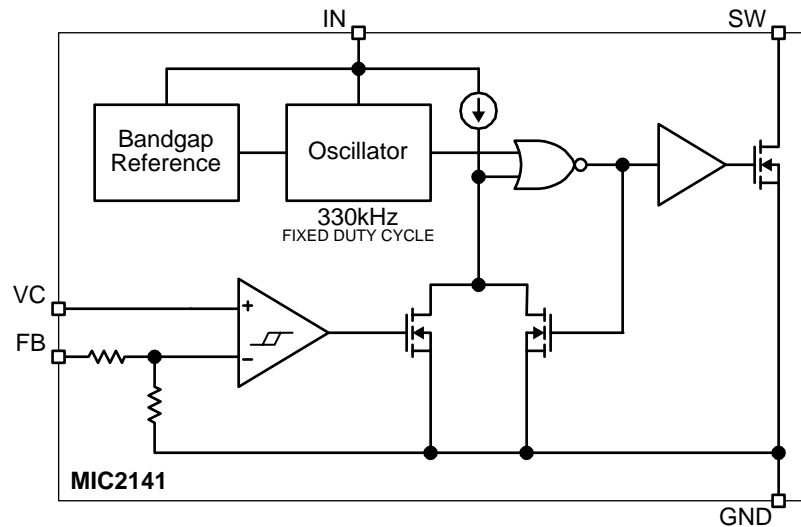 IN
SW
Bandgap
Reference
Oscillator
330kHz
FIXED DUTY CYCLE
VC
+
FB
−
MIC2141
GND